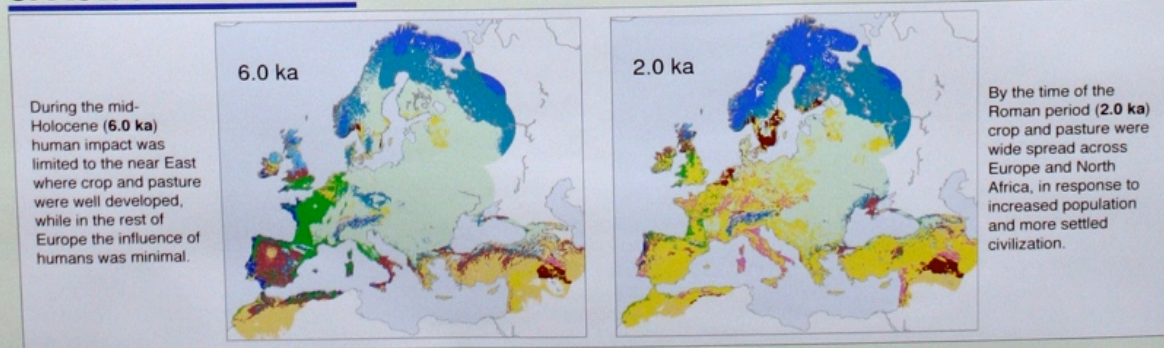 During the mid-
Holocene (6.0 ka)
human impact was
limited to the near East
where crop and pasture
were well developed,
while in the rest of
Europe the influence of
humans was minimal.
6.0 ka
2.0 ka
By the time of the
Roman period (2.0 ka)
crop and pasture were
wide spread across
Europe and North
Africa, in response to
increased population
and more settled
civilization.